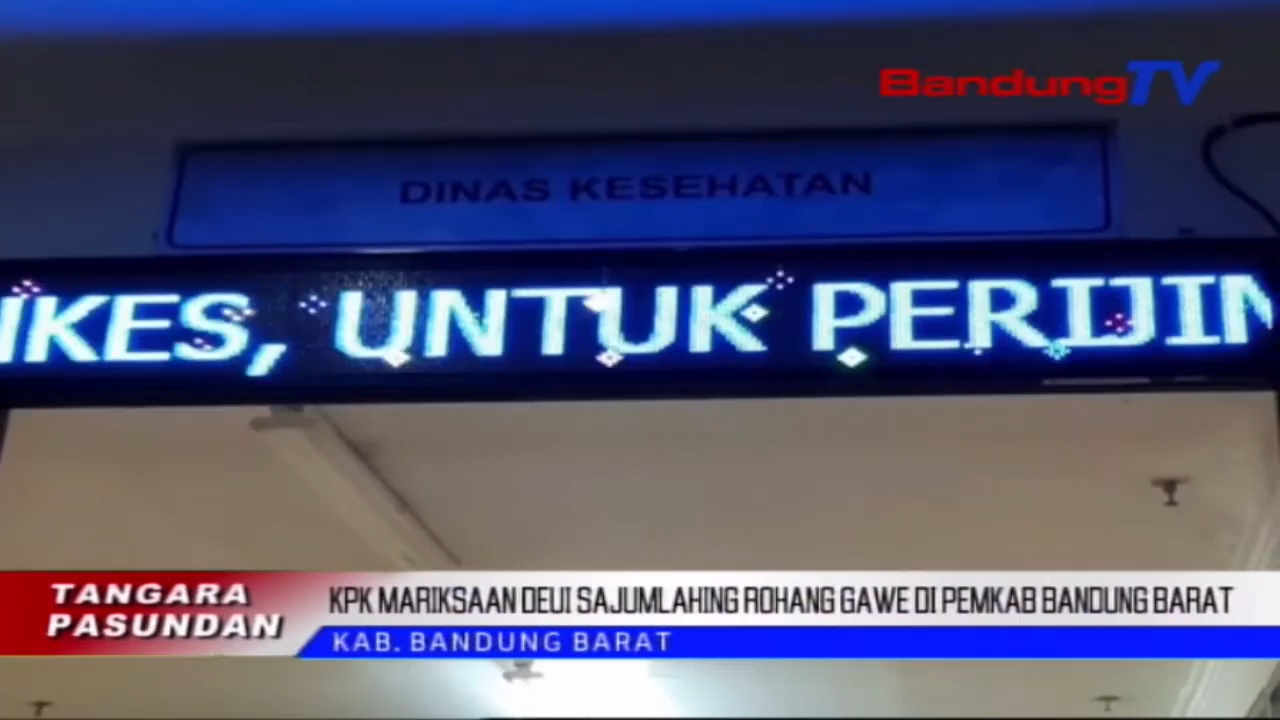 BandungTV
DINAS KESEHATAN
IKES, UNTUK PERIJIN
TANGARA
PASUNDAN
KPK MARIKSAAN DEUI SAJUMLAHING ROHANG GAWE DI PEMKAB BANDUNG BARAT
KAB. BANDUNG BARAT